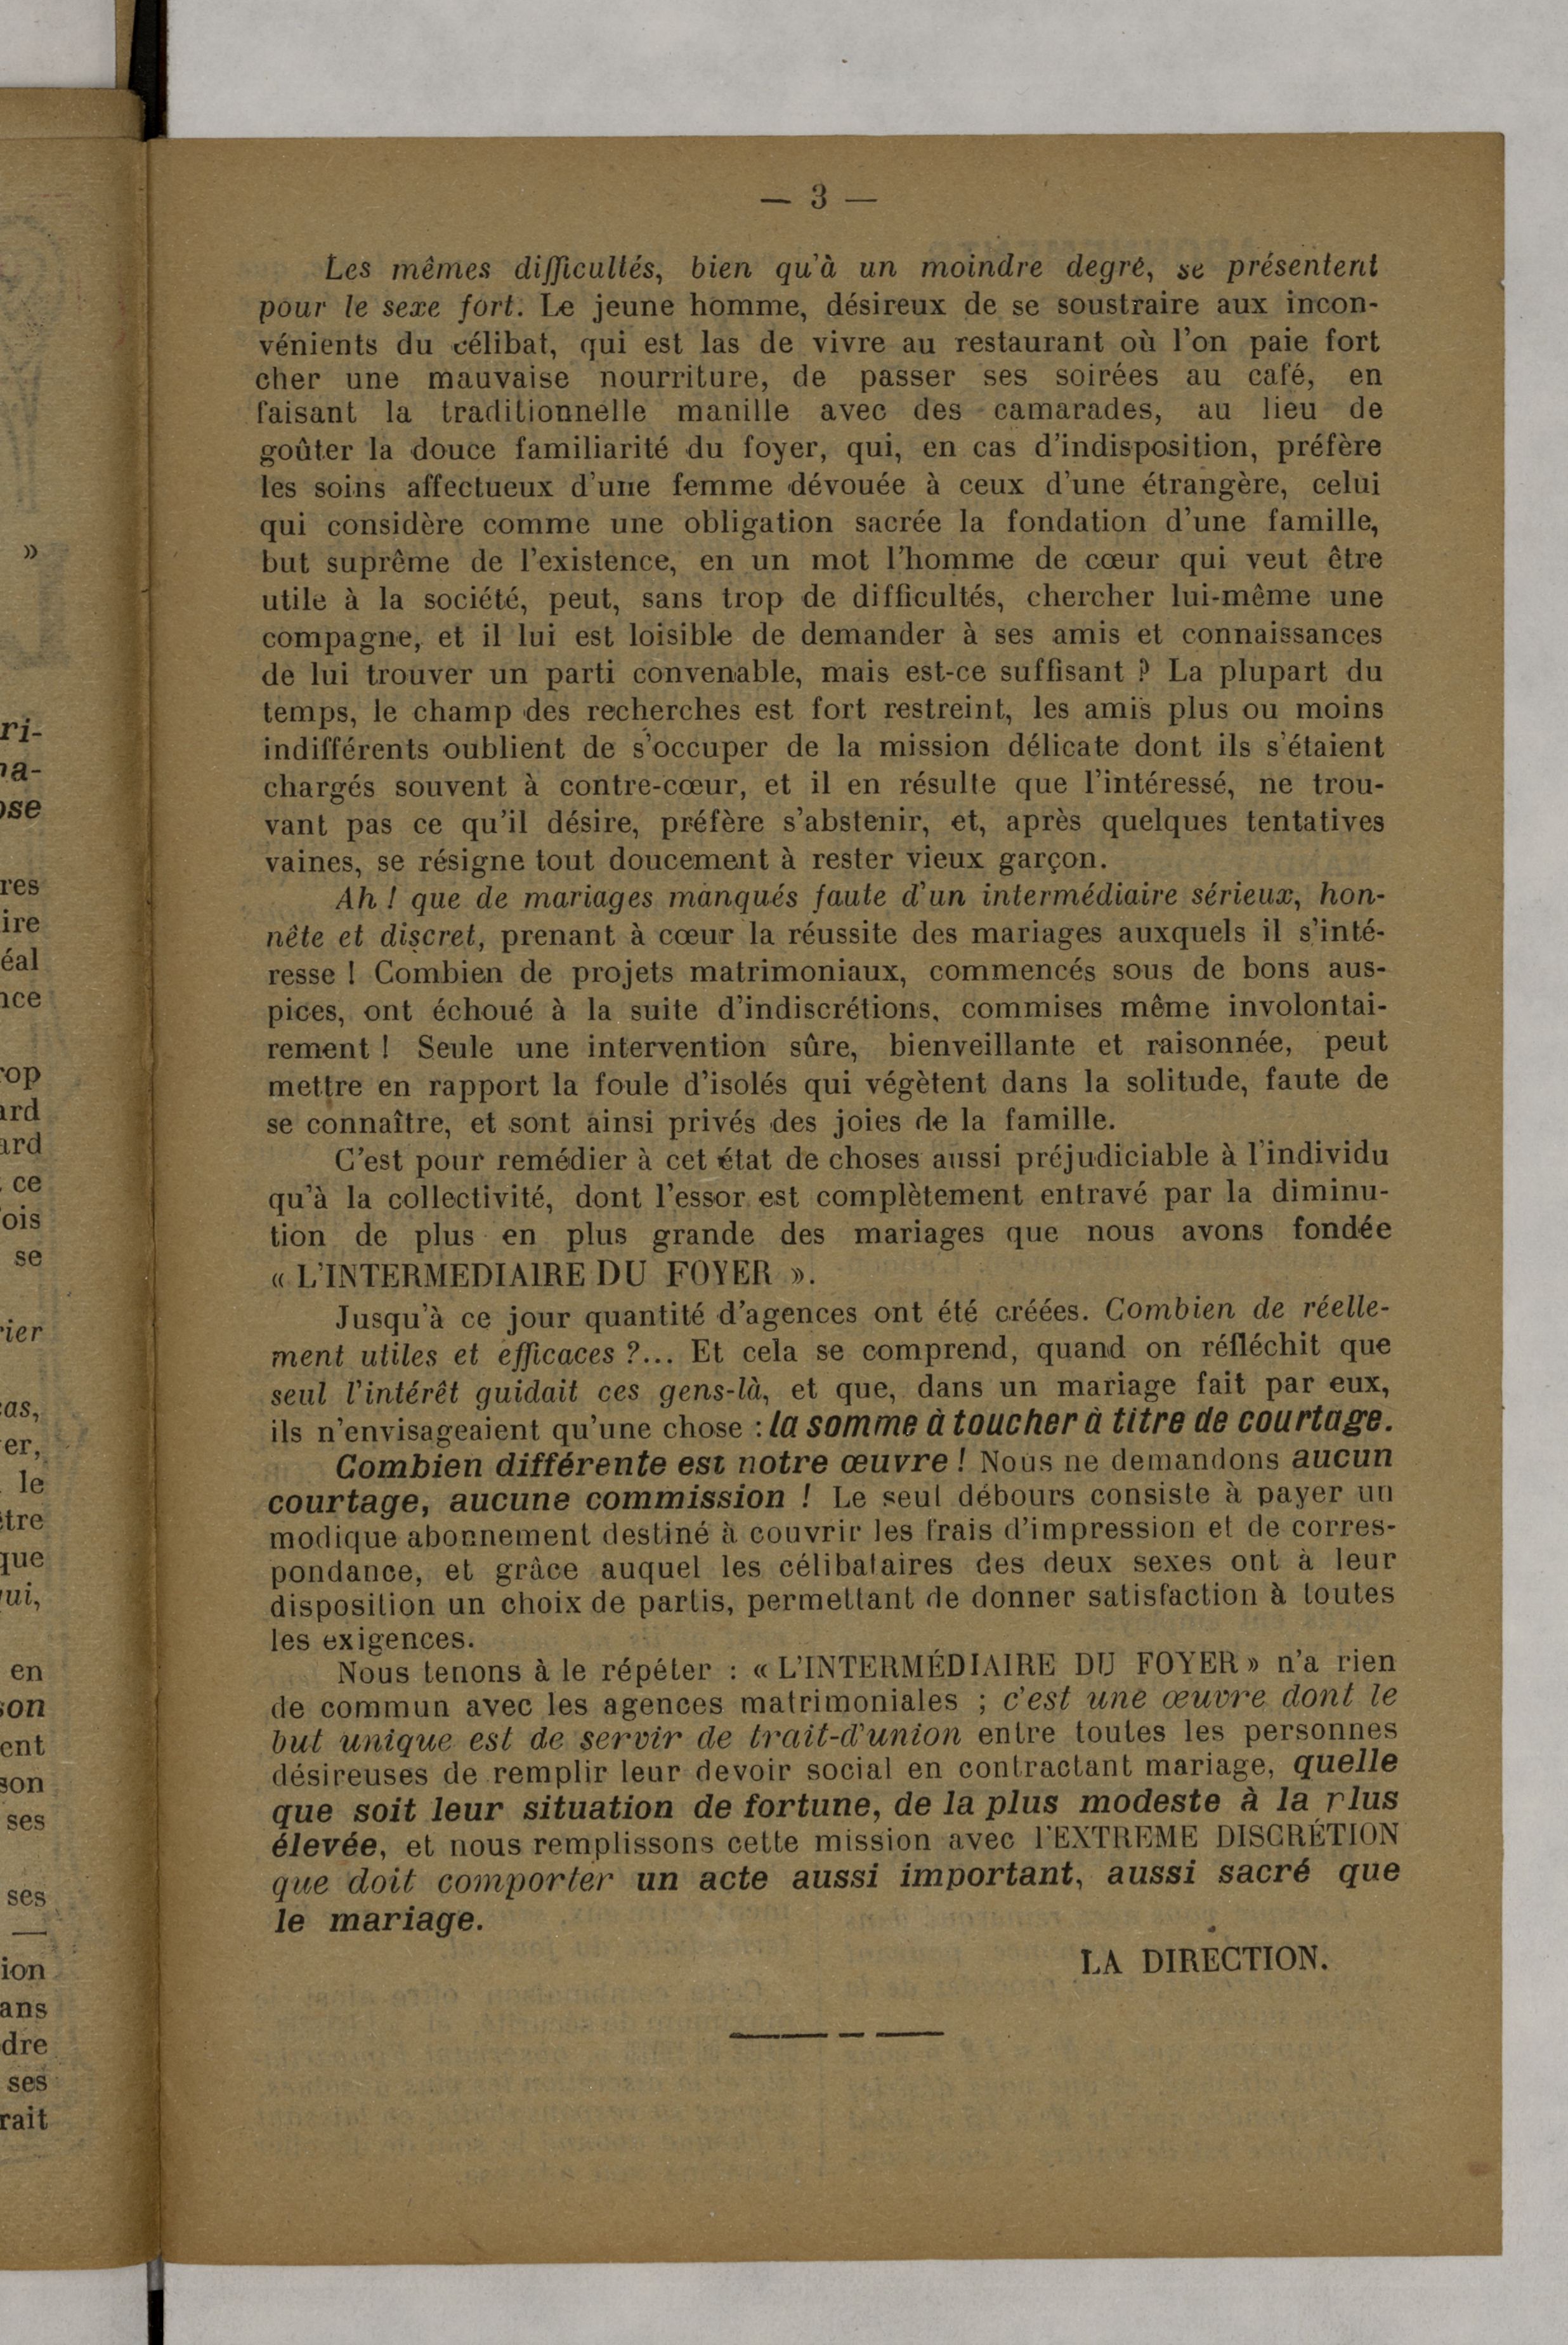 — 3 —
Les mêmes difficultés, bien qu'à un moindre degré, se présentent
pour le sexe fort. Le jeune homme, désireux de se soustraire aux incon-
vénients du célibat, qui est las de vivre au restaurant où l'on paie fort
cher une mauvaise nourriture, de passer ses soirées au café, en
faisant la traditionnelle manille avec des camarades, au lieu de
goûter la douce familiarité du foyer, qui, en cas d'indisposition, préfère
les soins affectueux d'une femme dévouée à ceux d'une étrangère, celui
qui considère comme une obligation sacrée la fondation d'une famille,
but suprême de l'existence, en un mot l'homme de cœur qui veut être
utile à la société, peut, sans trop de difficultés, chercher lui-même une
compagne, et il lui est loisible de demander à ses amis et connaissances
de lui trouver un parti convenable, mais est-ce suffisant ? La plupart du
temps, le champ des recherches est fort restreint, les amis plus ou moins
indifférents oublient de s'occuper de la mission délicate dont ils s'étaient
chargés souvent à contre-cœur, et il en résulte que l'intéressé, ne trou-
vant pas ce qu'il désire, préfère s'abstenir, et, après quelques tentatives
vaines, se résigne tout doucement à rester vieux garçon.
Ah ! que de mariages manqués faute d'un intermédiaire sérieux, hon-
nête et discret, prenant à cœur la réussite des mariages auxquels il s'inté-
resse ! Combien de projets matrimoniaux, commencés sous de bons aus-
pices, ont échoué à la suite d'indiscrétions, commises même involontai-
rement ! Seule une intervention sûre, bienveillante et raisonnée, peut
mettre en rapport la foule d'isolés qui végètent dans la solitude, faute de
se connaître, et sont ainsi privés des joies de la famille.
C'est pour remédier à cet état de choses aussi préjudiciable à l'individu
qu'à la collectivité, dont l'essor est complètement entravé par la diminu-
tion de plus en plus grande des mariages que nous avons fondée
« L'INTERMEDIAIRE DU FOYER ».
Jusqu'à ce jour quantité d'agences ont été créées. Combien de réelle-
ment utiles et efficaces ?... Et cela se comprend, quand on réfléchit que
seul l'intérêt guidait ces gens-là, et que, dans un mariage fait par eux,
ils n'envisageaient qu'une chose : la somme à toucher à titre de courtage.
Combien différente est notre œuvre ! Nous ne demandons aucun
courtage, aucune commission ! Le seul débours consiste à payer un
modique abonnement destiné à couvrir les frais d'impression et de corres-
pondance, et grâce auquel les célibataires des deux sexes ont à leur
disposition un choix de partis, permettant de donner satisfaction à toutes
les exigences.
Nous tenons à le répéter : « L'INTERMÉDIAIRE DU FOYER » n'a rien
de commun avec les agences matrimoniales ; c'est une œuvre dont le
but unique est de servir de trait-d'union entre toutes les personnes
désireuses de remplir leur devoir social en contractant mariage, quelle
que soit leur situation de fortune, de la plus modeste à la plus
élevée, et nous remplissons cette mission avec l'EXTREME DISCRÉTION
que doit comporter un acte aussi important, aussi sacré que
le mariage.
LA DIRECTION.